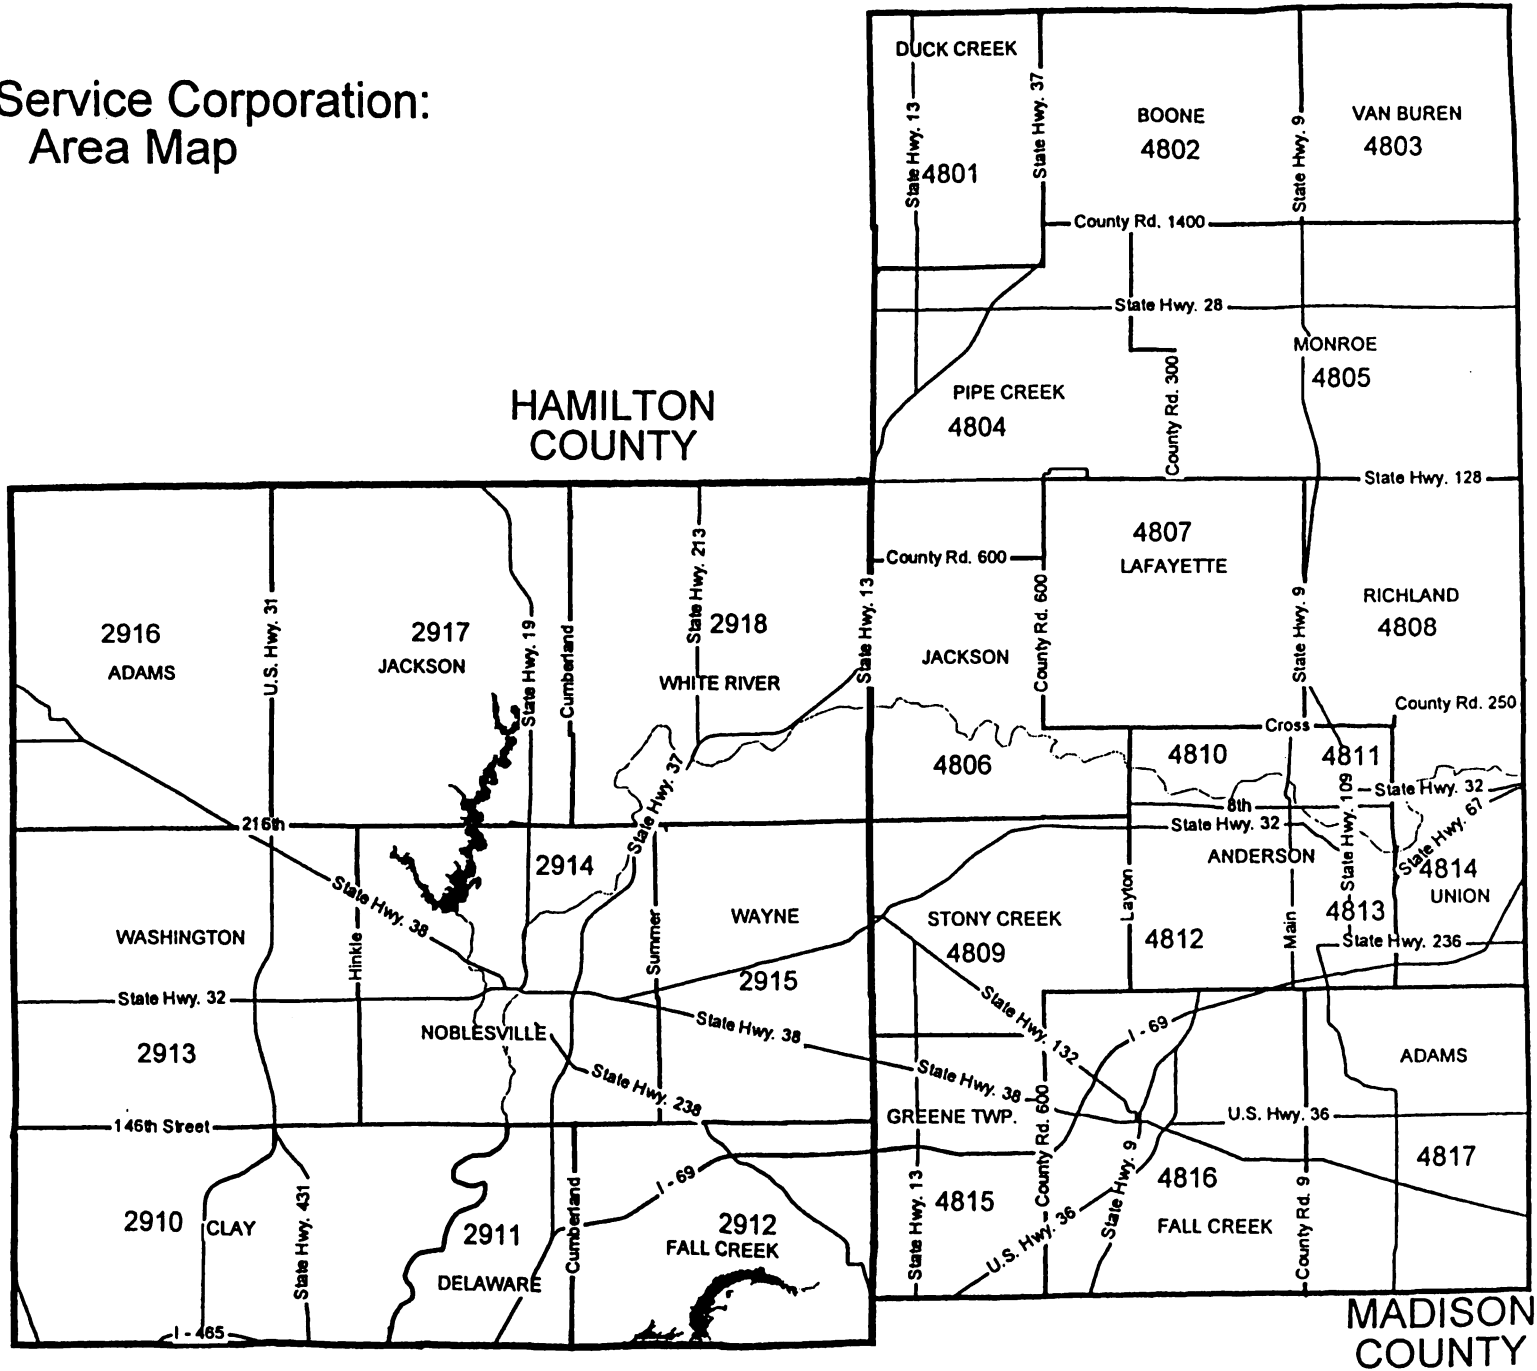 Service Corporation:
Area Map
HAMILTON
COUNTY
2916
ADAMS
U.S. Hwy. 31
2917
JACKSON
State Hwy. 19
Cumberland
State Hwy. 213
2918
WHITE RIVER
State Hwy. 13
State Hwy. 37
216th
2914
State Hwy. 38
WASHINGTON
Hinkle
Summer
WAYNE
2915
State Hwy. 32
NOBLESVILLE
State Hwy. 38
2913
State Hwy. 238
146th Street
2910
CLAY
State Hwy. 431
2911
DELAWARE
Cumberland
I - 69
2912
FALL CREEK
I - 465
DUCK CREEK
State Hwy. 13
4801
State Hwy. 37
BOONE
4802
State Hwy. 9
VAN BUREN
4803
County Rd. 1400
State Hwy. 28
MONROE
4805
PIPE CREEK
4804
County Rd. 300
State Hwy. 128
4807
LAFAYETTE
County Rd. 600
County Rd. 600
State Hwy. 9
RICHLAND
4808
JACKSON
County Rd. 250
Cross
4806
4810
4811
State Hwy. 109
State Hwy. 32
8th
State Hwy. 32
State Hwy. 67
ANDERSON
4814
UNION
Layton
4813
STONY CREEK
4809
4812
Main
State Hwy. 236
State Hwy. 132
I - 69
ADAMS
State Hwy. 38
GREENE TWP.
County Rd. 600
U.S. Hwy. 36
4817
4815
State Hwy. 13
State Hwy. 9
4816
FALL CREEK
County Rd. 9
U.S. Hwy. 36
MADISON
COUNTY